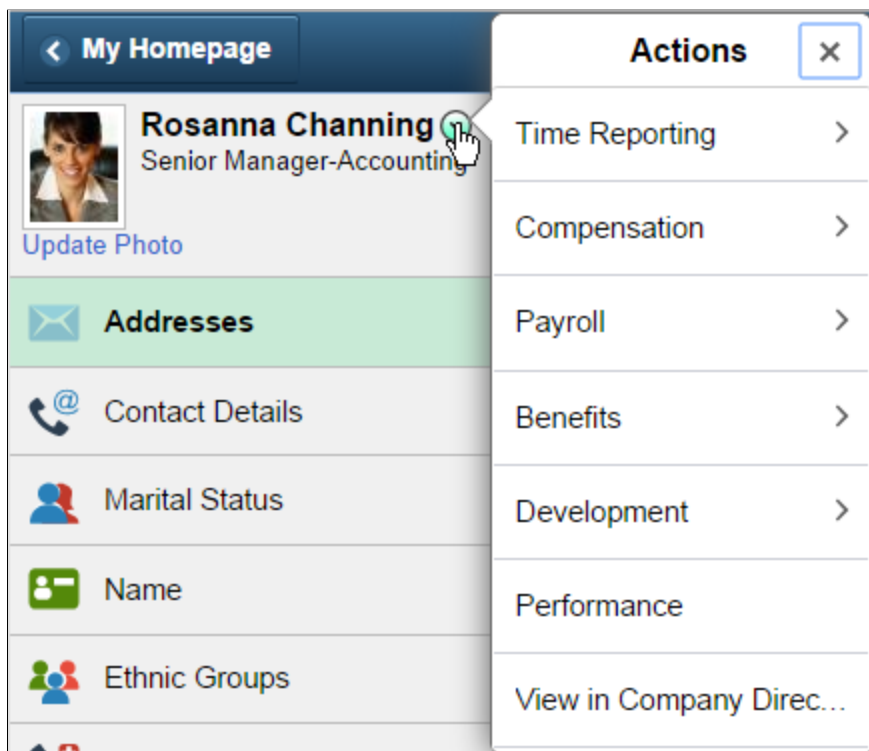 My Homepage
Rosanna Channing
Senior Manager-Accounting
Update Photo
Addresses
Contact Details
Marital Status
Name
Ethnic Groups
Actions
Time Reporting
Compensation
Payroll
Benefits
Development
Performance
View in Company Direc...